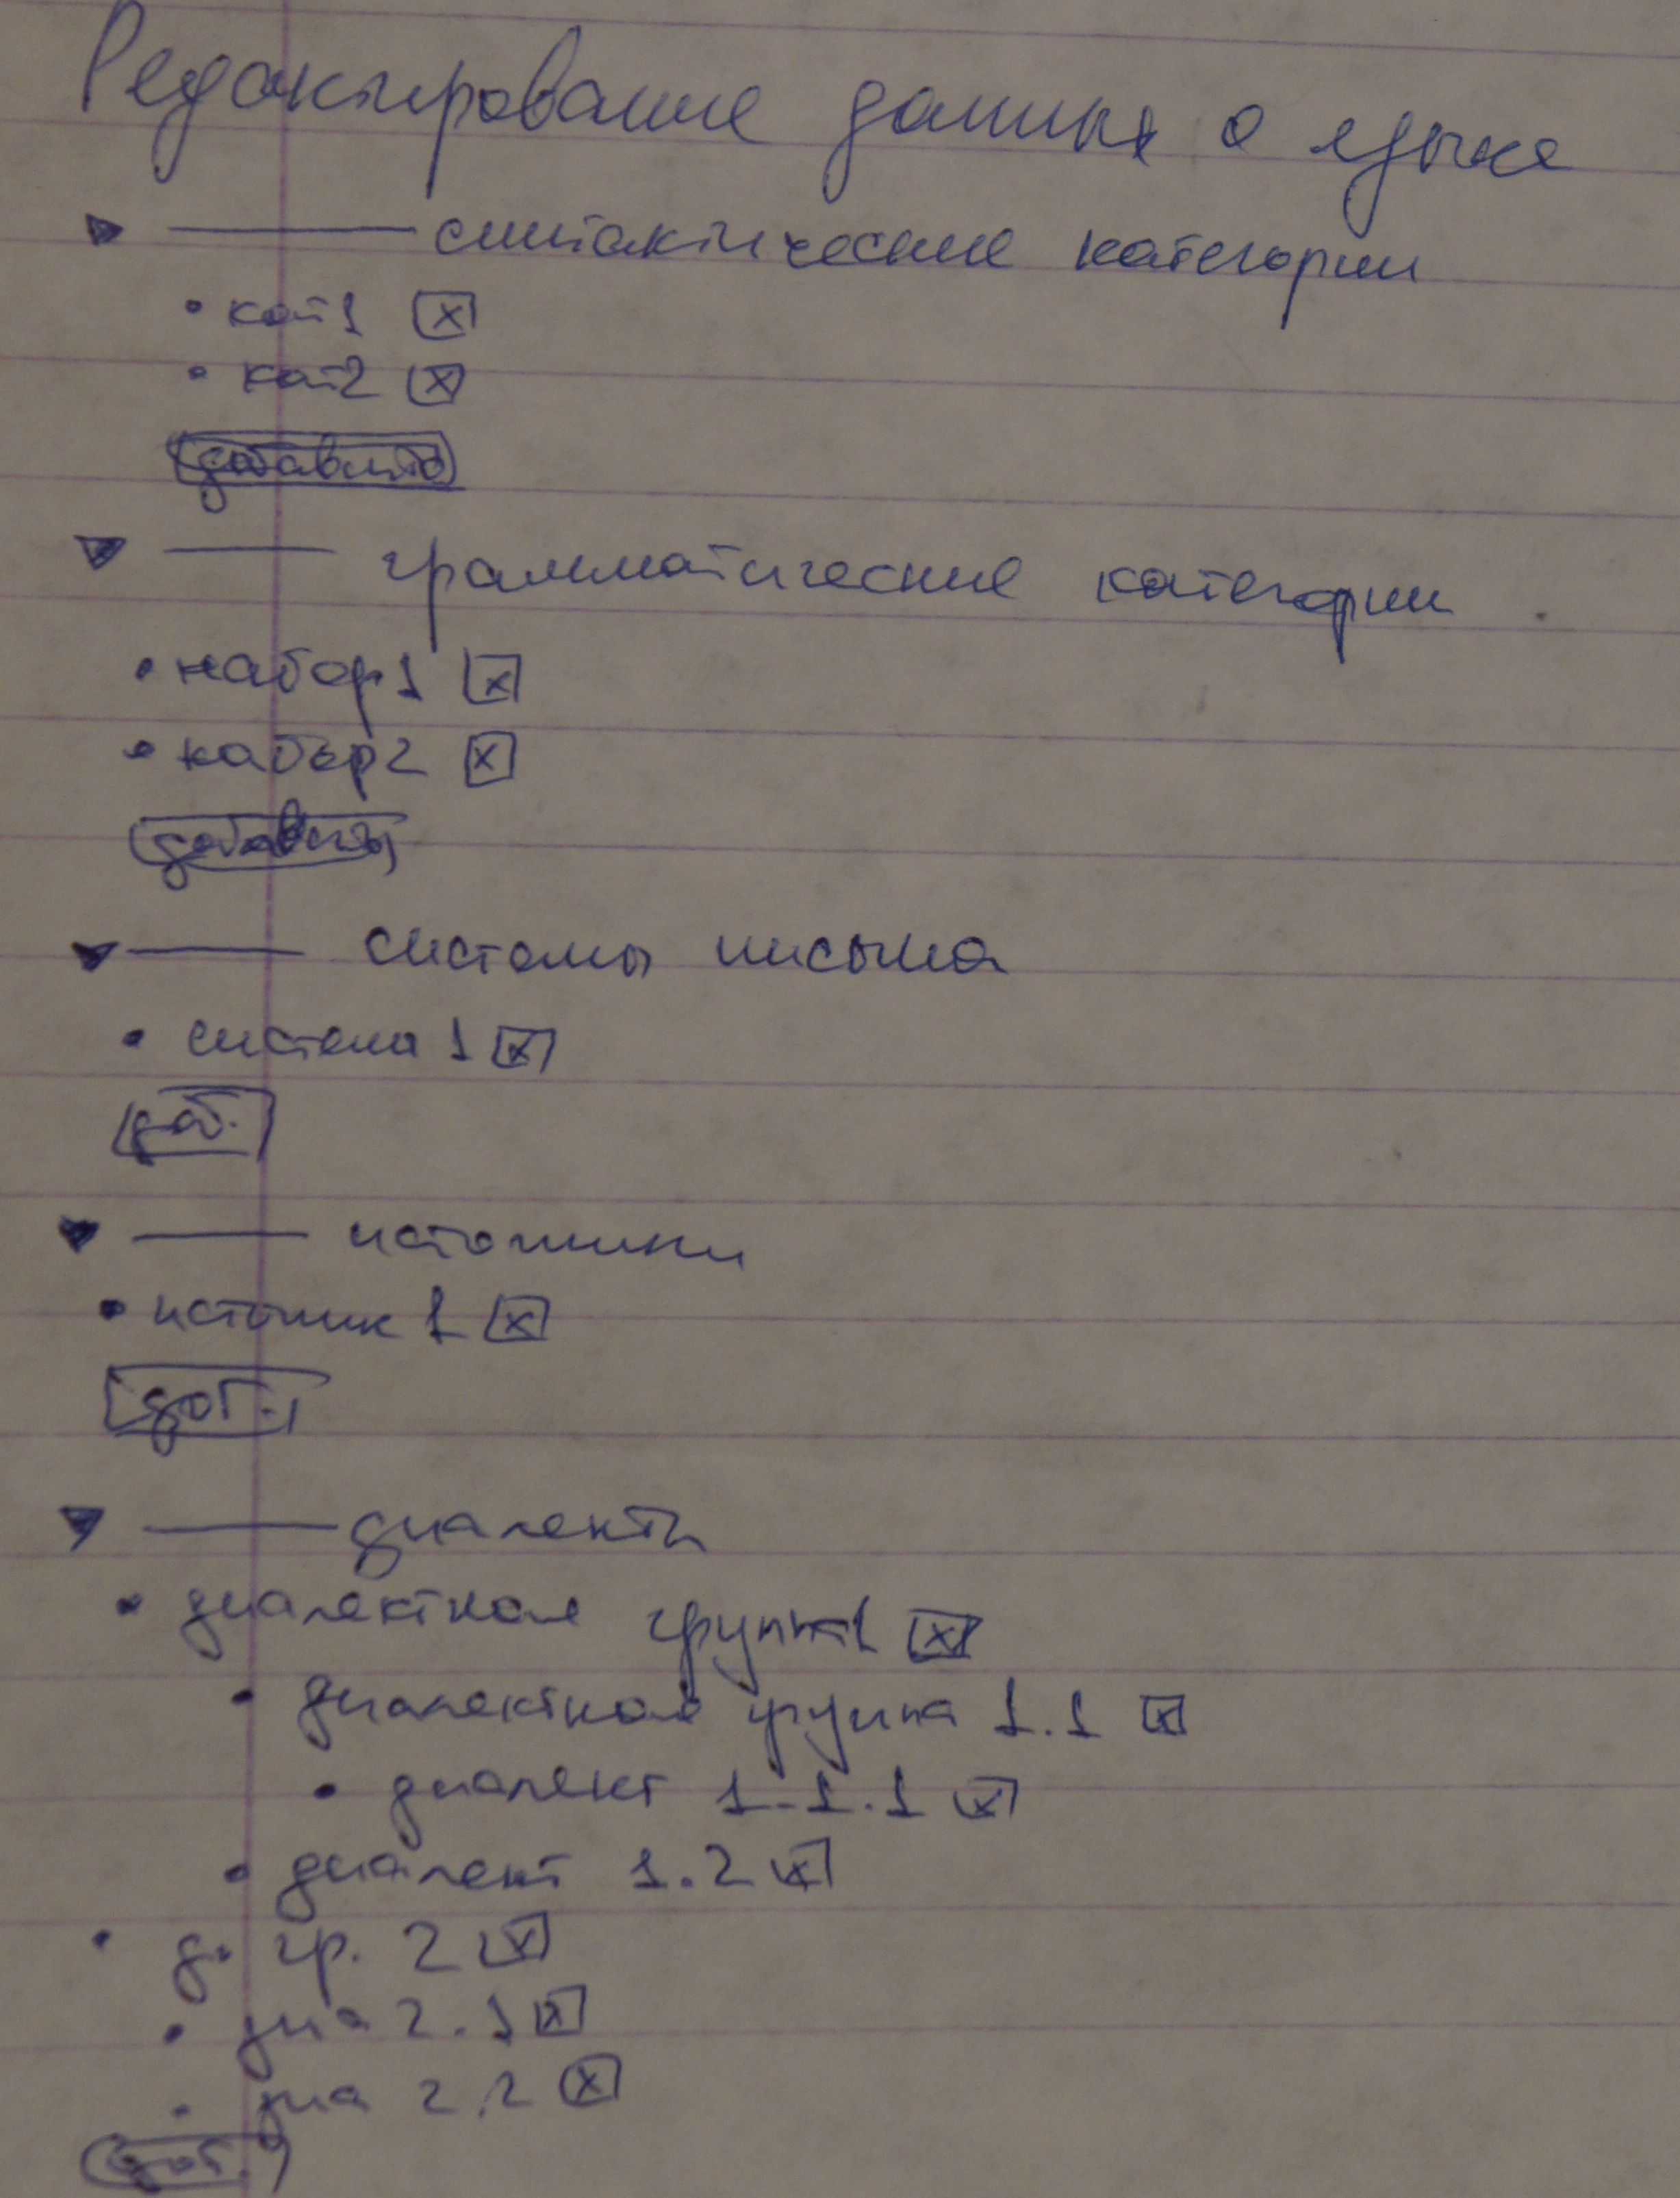 Редактирование данных о языке
синтактические категории
• кат1 [x]
• кат2 [x]
добавить
грамматические категории
• набор1 [x]
• набор2 [x]
добавить
системы письма
• система 1 [x]
доб.
источники
• источник 1 [x]
доб.
диалекты
• диалектная группа1 [x]
• диалектная группа 1.1 [x]
• диалект 1.1.1 [x]
• диалект 1.2 [x]
• д. гр. 2 [x]
• диа 2.1 [x]
• диа 2.2 [x]
доб.